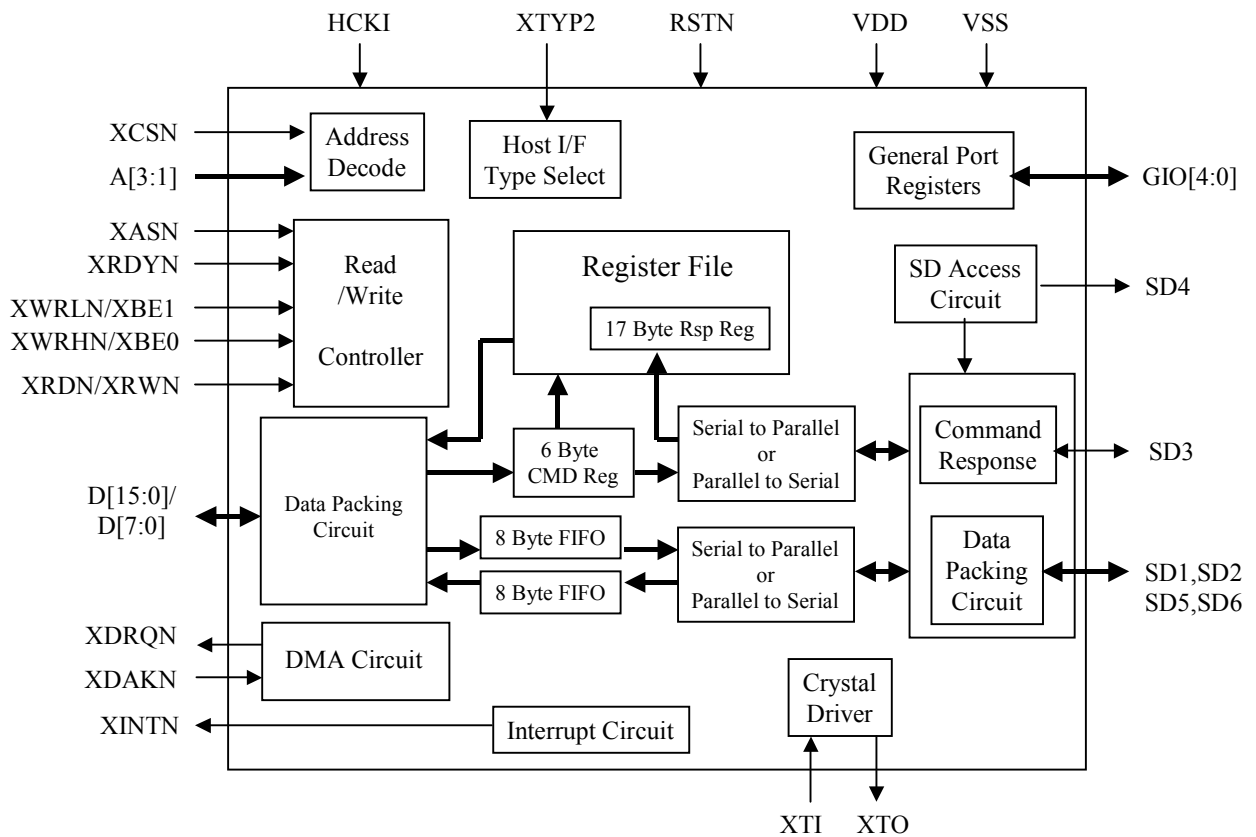 HCKI
XTYP2
RSTN
VDD
VSS
XCSN
A[3:1]
Address
Decode
Host I/F
Type Select
General Port
Registers
GIO[4:0]
XASN
XRDYN
XWRLN/XBE1
XWRHN/XBE0
XRDN/XRWN
Read
/Write
Controller
Register File
17 Byte Rsp Reg
SD Access
Circuit
SD4
D[15:0]/
D[7:0]
Data Packing
Circuit
6 Byte
CMD Reg
Serial to Parallel
or
Parallel to Serial
Command
Response
SD3
8 Byte FIFO
8 Byte FIFO
Serial to Parallel
or
Parallel to Serial
Data
Packing
Circuit
SD1,SD2
SD5,SD6
XDRQN
XDAKN
DMA Circuit
XINTN
Interrupt Circuit
Crystal
Driver
XTI
XTO